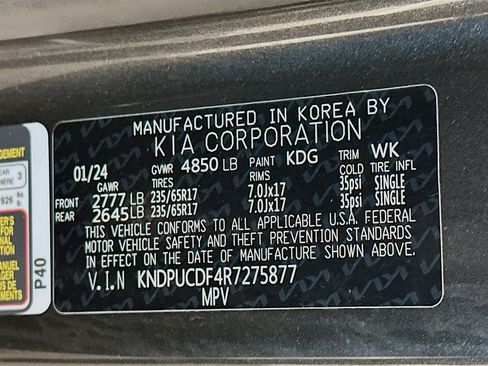 MANUFACTURED IN KOREA BY
KIA CORPORATION
01/24 GVWR 4850 LB PAINT KDG TRIM WK
GAWR TIRES RIMS COLD TIRE INFL
FRONT 2777 LB 235/65R17 7.0Jx17 35psi SINGLE
REAR 2645 LB 235/65R17 7.0Jx17 35psi SINGLE
THIS VEHICLE CONFORMS TO ALL APPLICABLE U.S.A. FEDERAL
MOTOR VEHICLE SAFETY AND THEFT PREVENTION STANDARDS
IN EFFECT ON THE DATE OF MANUFACTURE SHOWN ABOVE.
V.I.N KNDPUCDF4R7275877
MPV
P40
3
926